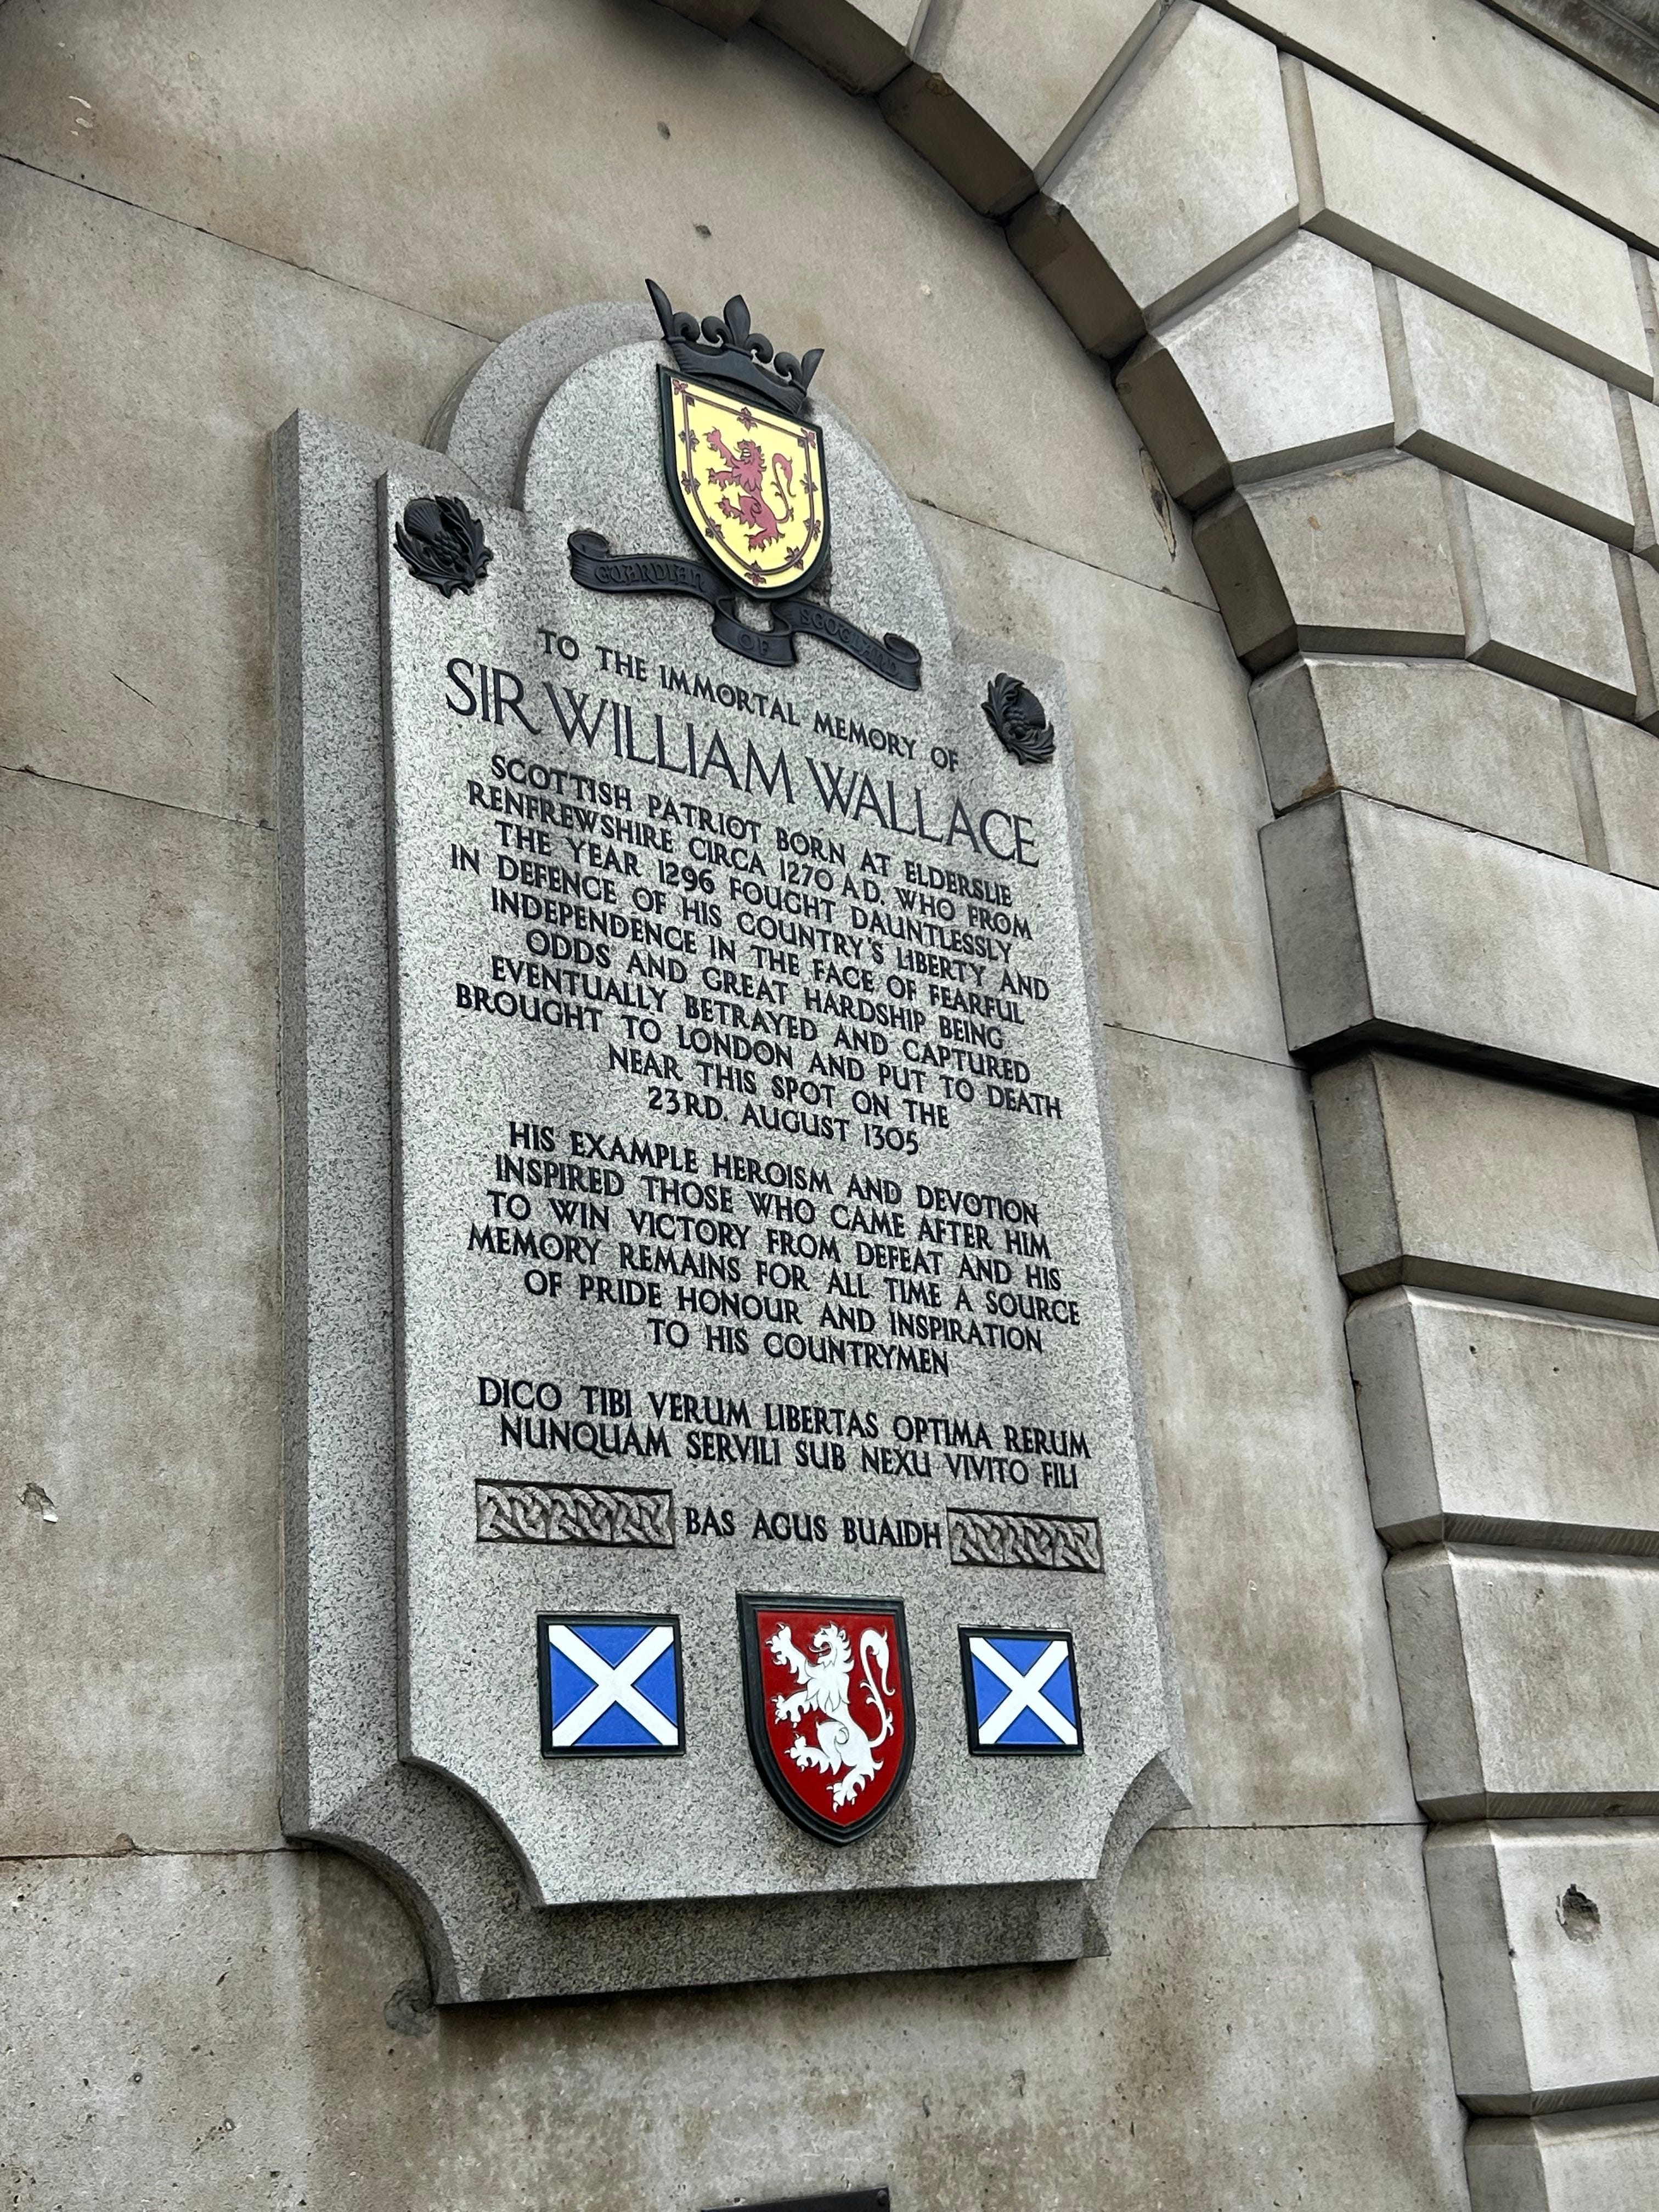 GUARDIAN OF SCOTLAND
TO THE IMMORTAL MEMORY OF
SIR WILLIAM WALLACE
SCOTTISH PATRIOT BORN AT ELDERSLIE
RENFREWSHIRE CIRCA 1270 A.D. WHO FROM
THE YEAR 1296 FOUGHT DAUNTLESSLY
IN DEFENCE OF HIS COUNTRY'S LIBERTY AND
INDEPENDENCE IN THE FACE OF FEARFUL
ODDS AND GREAT HARDSHIP BEING
EVENTUALLY BETRAYED AND CAPTURED
BROUGHT TO LONDON AND PUT TO DEATH
NEAR THIS SPOT ON THE
23RD. AUGUST 1305
HIS EXAMPLE HEROISM AND DEVOTION
INSPIRED THOSE WHO CAME AFTER HIM
TO WIN VICTORY FROM DEFEAT AND HIS
MEMORY REMAINS FOR ALL TIME A SOURCE
OF PRIDE HONOUR AND INSPIRATION
TO HIS COUNTRYMEN
DICO TIBI VERUM LIBERTAS OPTIMA RERUM
NUNQUAM SERVILI SUB NEXU VIVITO FILI
BAS AGUS BUAIDH